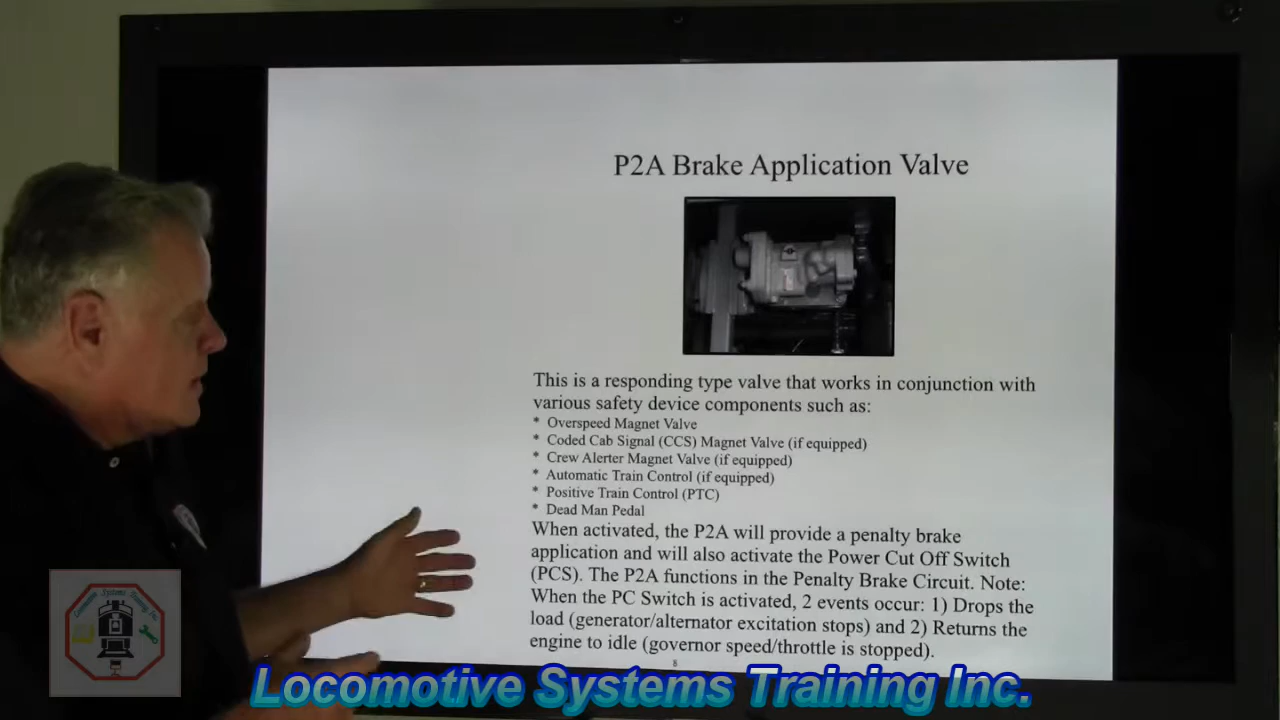 P2A Brake Application Valve
This is a responding type valve that works in conjunction with
various safety device components such as:
* Overspeed Magnet Valve
* Coded Cab Signal (CCS) Magnet Valve (if equipped)
* Crew Alerter Magnet Valve (if equipped)
* Automatic Train Control (if equipped)
* Positive Train Control (PTC)
* Dead Man Pedal
When activated, the P2A will provide a penalty brake
application and will also activate the Power Cut Off Switch
(PCS). The P2A functions in the Penalty Brake Circuit. Note:
When the PC Switch is activated, 2 events occur: 1) Drops the
load (generator/alternator excitation stops) and 2) Returns the
engine to idle (governor speed/throttle is stopped).
8
Locomotive Systems Training Inc.
Locomotive Systems Training Inc.